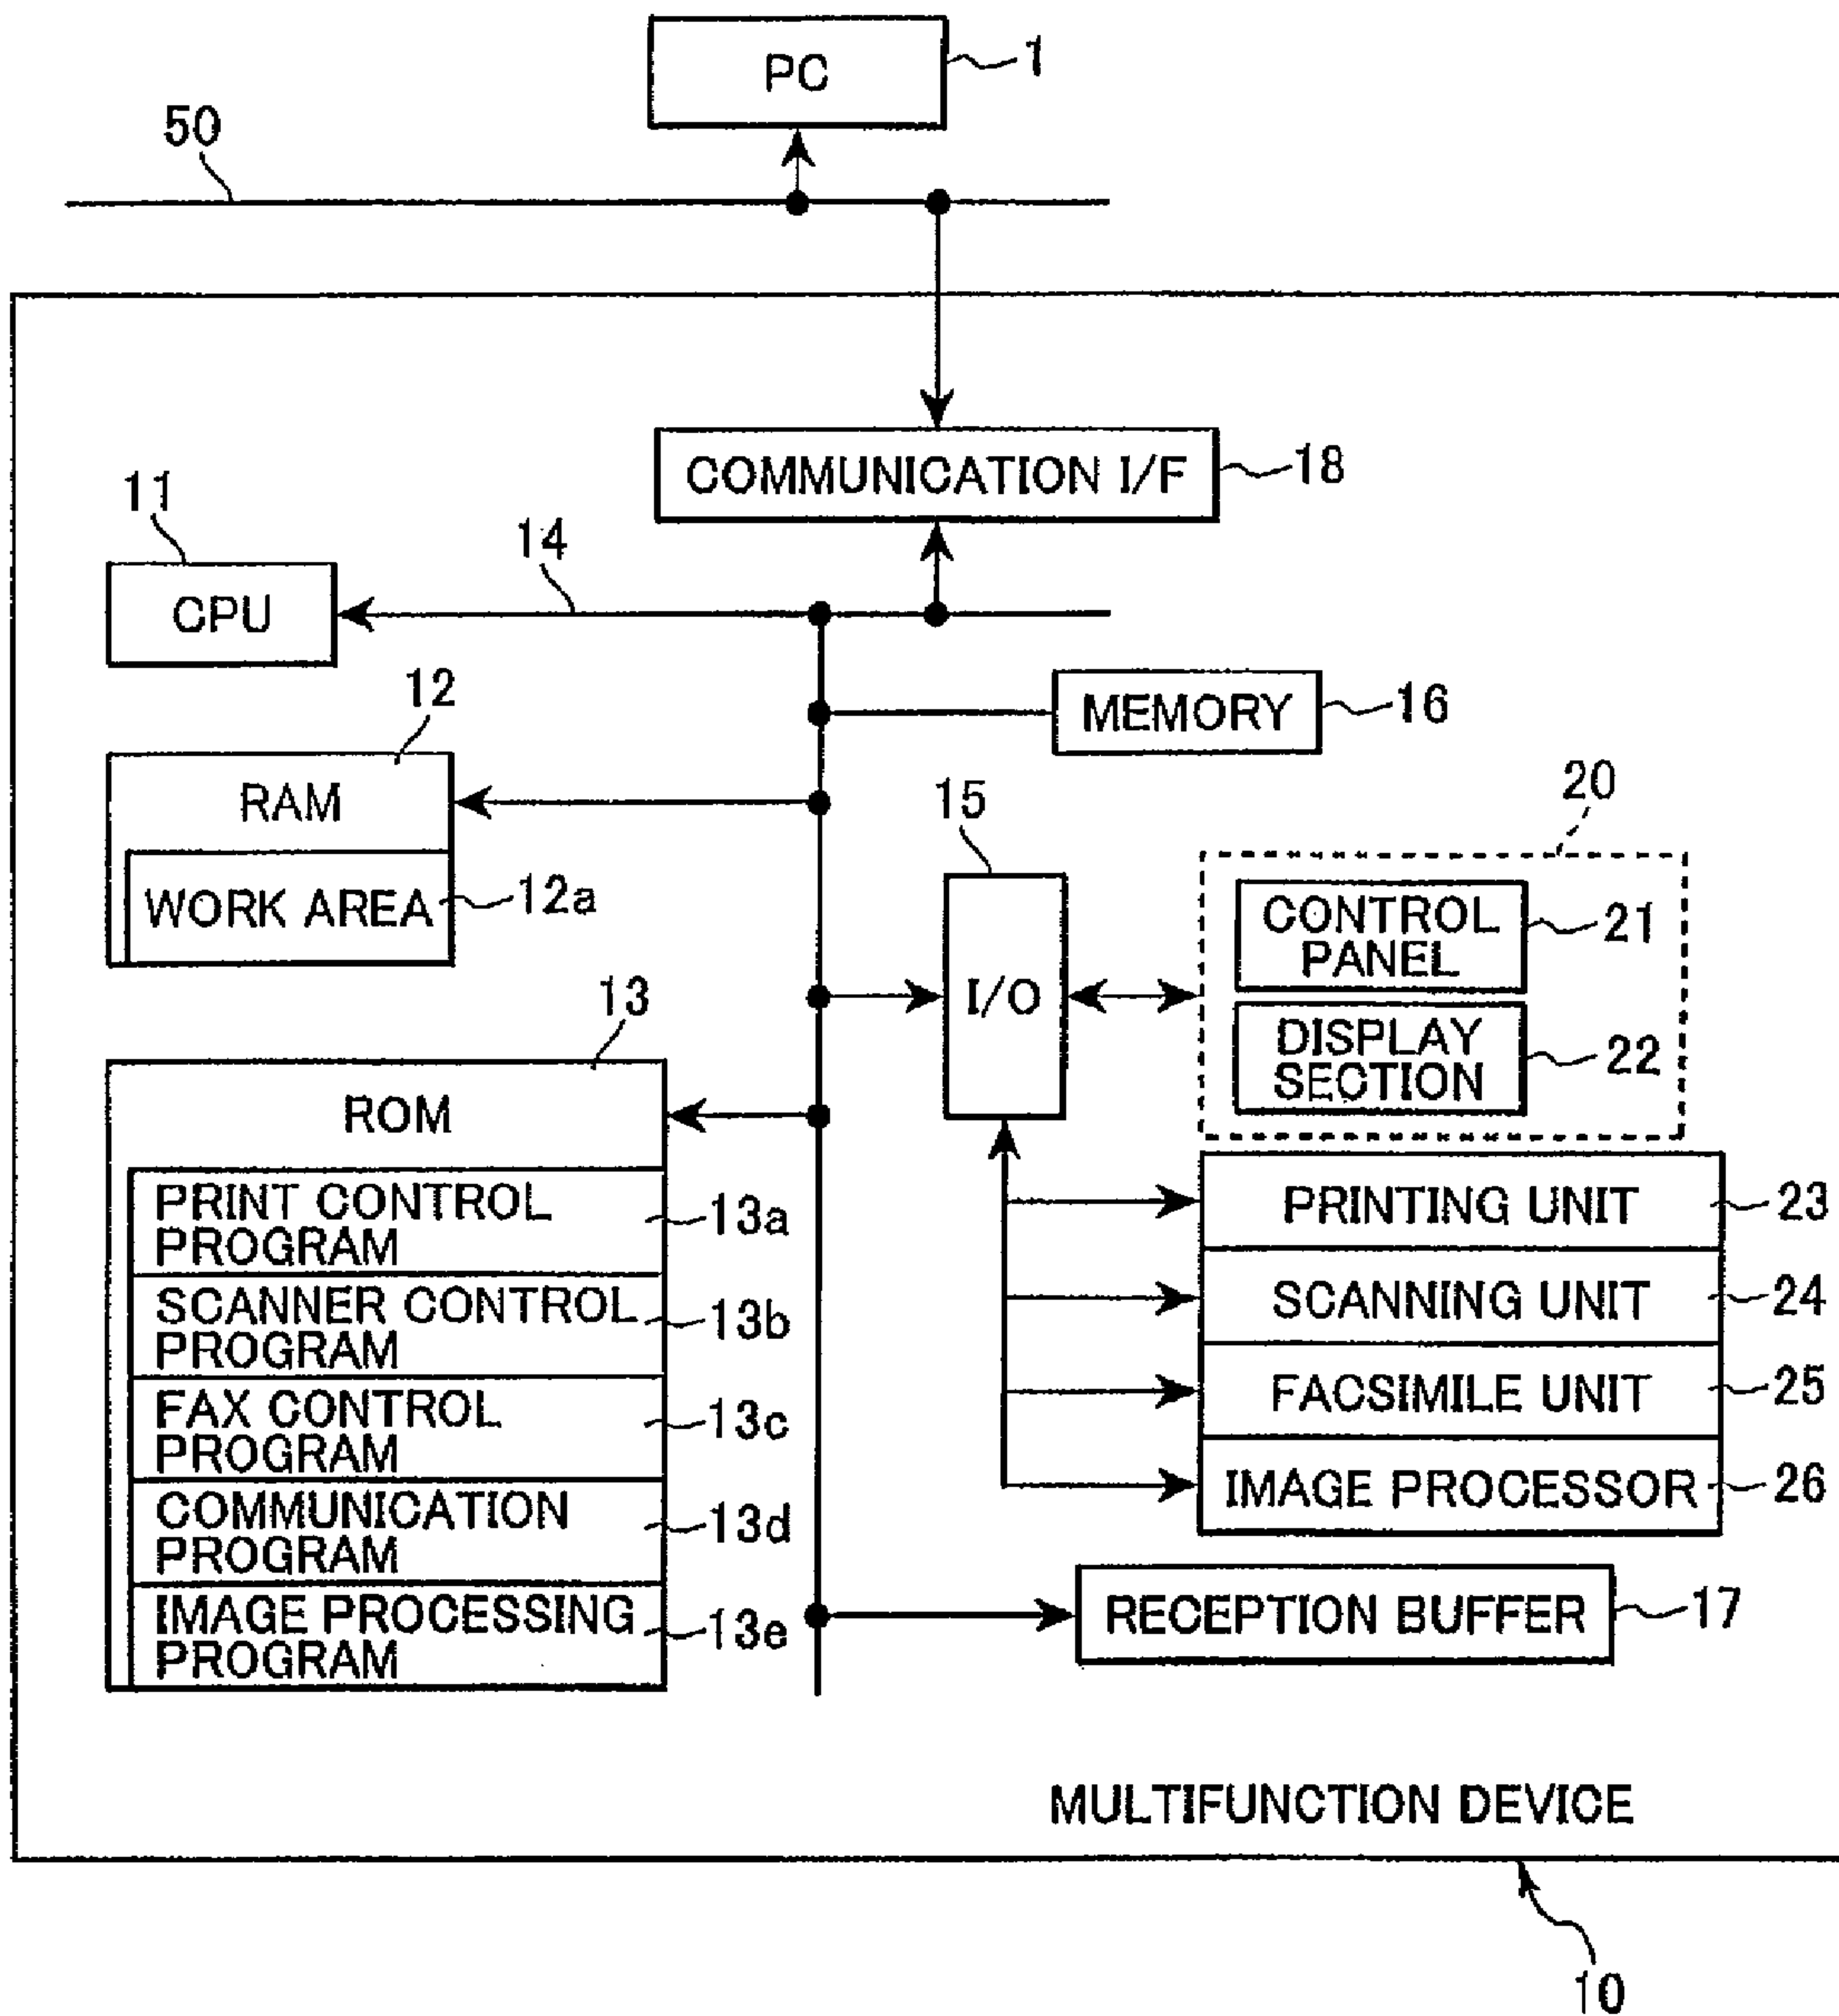 PC
1
50
COMMUNICATION I/F
18
11
CPU
14
MEMORY
16
12
RAM
WORK AREA
12a
15
I/O
20
CONTROL
PANEL
21
DISPLAY
SECTION
22
13
ROM
PRINT CONTROL
PROGRAM
13a
SCANNER CONTROL
PROGRAM
13b
FAX CONTROL
PROGRAM
13c
COMMUNICATION
PROGRAM
13d
IMAGE PROCESSING
PROGRAM
13e
PRINTING UNIT
23
SCANNING UNIT
24
FACSIMILE UNIT
25
IMAGE PROCESSOR
26
RECEPTION BUFFER
17
MULTIFUNCTION DEVICE
10